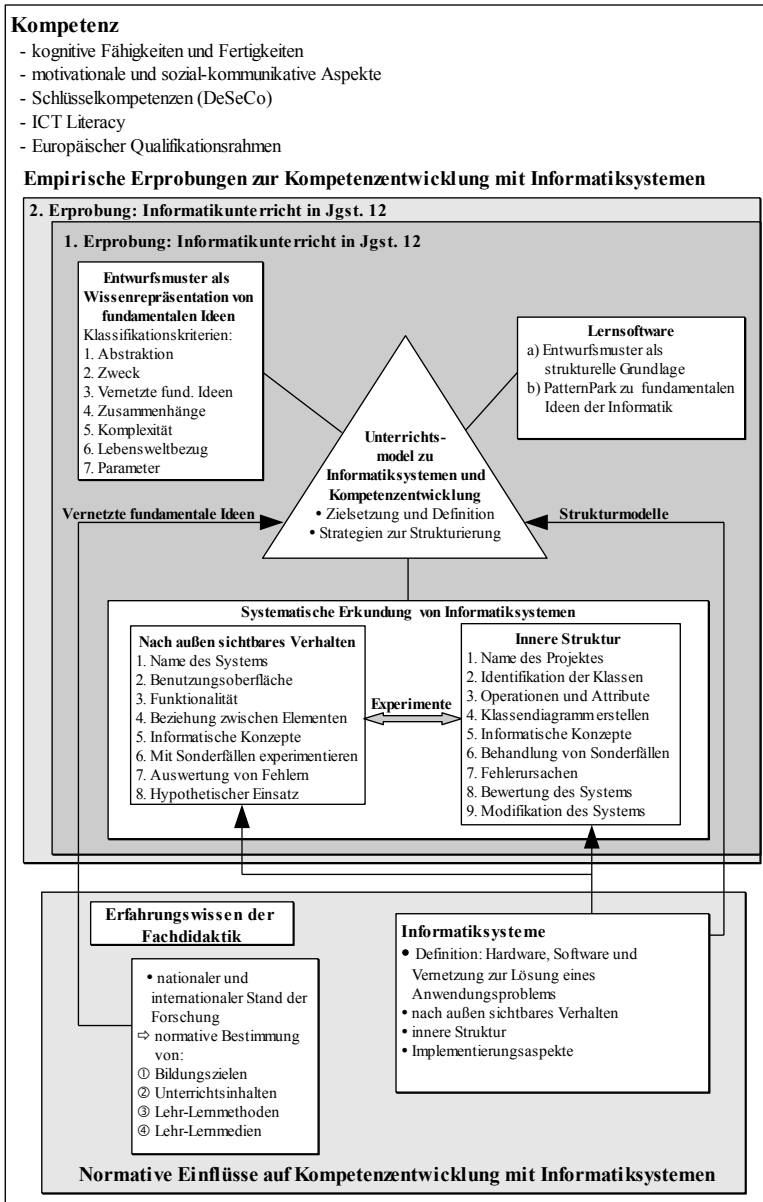 Kompetenz
- kognitive Fähigkeiten und Fertigkeiten
- motivationale und sozial-kommunikative Aspekte
- Schlüsselkompetenzen (DeSeCo)
- ICT Literacy
- Europäischer Qualifikationsrahmen
Empirische Erprobungen zur Kompetenzentwicklung mit Informatiksystemen
2. Erprobung: Informatikunterricht in Jgst. 12
1. Erprobung: Informatikunterricht in Jgst. 12
Entwurfsmuster als
Wissenrepräsentation von
fundamentalen Ideen
Klassifikationskriterien:
1. Abstraktion
2. Zweck
3. Vernetzte fund. Ideen
4. Zusammenhänge
5. Komplexität
6. Lebensweltbezug
7. Parameter
Lernsoftware
a) Entwurfsmuster als
strukturelle Grundlage
b) PatternPark zu fundamentalen
Ideen der Informatik
Unterrichts-
model zu
Informatiksystemen und
Kompetenzentwicklung
• Zielsetzung und Definition
• Strategien zur Strukturierung
Vernetzte fundamentale Ideen
Strukturmodelle
Systematische Erkundung von Informatiksystemen
Nach außen sichtbares Verhalten
1. Name des Systems
2. Benutzungsoberfläche
3. Funktionalität
4. Beziehung zwischen Elementen
5. Informatische Konzepte
6. Mit Sonderfällen experimentieren
7. Auswertung von Fehlern
8. Hypothetischer Einsatz
Experimente
Innere Struktur
1. Name des Projektes
2. Identifikation der Klassen
3. Operationen und Attribute
4. Klassendiagramm erstellen
5. Informatische Konzepte
6. Behandlung von Sonderfällen
7. Fehlerursachen
8. Bewertung des Systems
9. Modifikation des Systems
Erfahrungswissen der
Fachdidaktik
• nationaler und
internationaler Stand der
Forschung
⇨ normative Bestimmung
von:
① Bildungszielen
② Unterrichtsinhalten
③ Lehr-Lernmethoden
④ Lehr-Lernmedien
Informatiksysteme
• Definition: Hardware, Software und
Vernetzung zur Lösung eines
Anwendungsproblems
• nach außen sichtbares Verhalten
• innere Struktur
• Implementierungsaspekte
Normative Einflüsse auf Kompetenzentwicklung mit Informatiksystemen